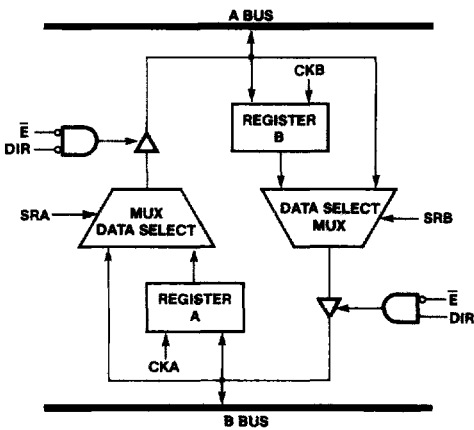 A BUS
CKB
REGISTER
B
E̅
DIR
SRA
MUX
DATA SELECT
DATA SELECT
MUX
SRB
REGISTER
A
E̅
DIR
CKA
B BUS